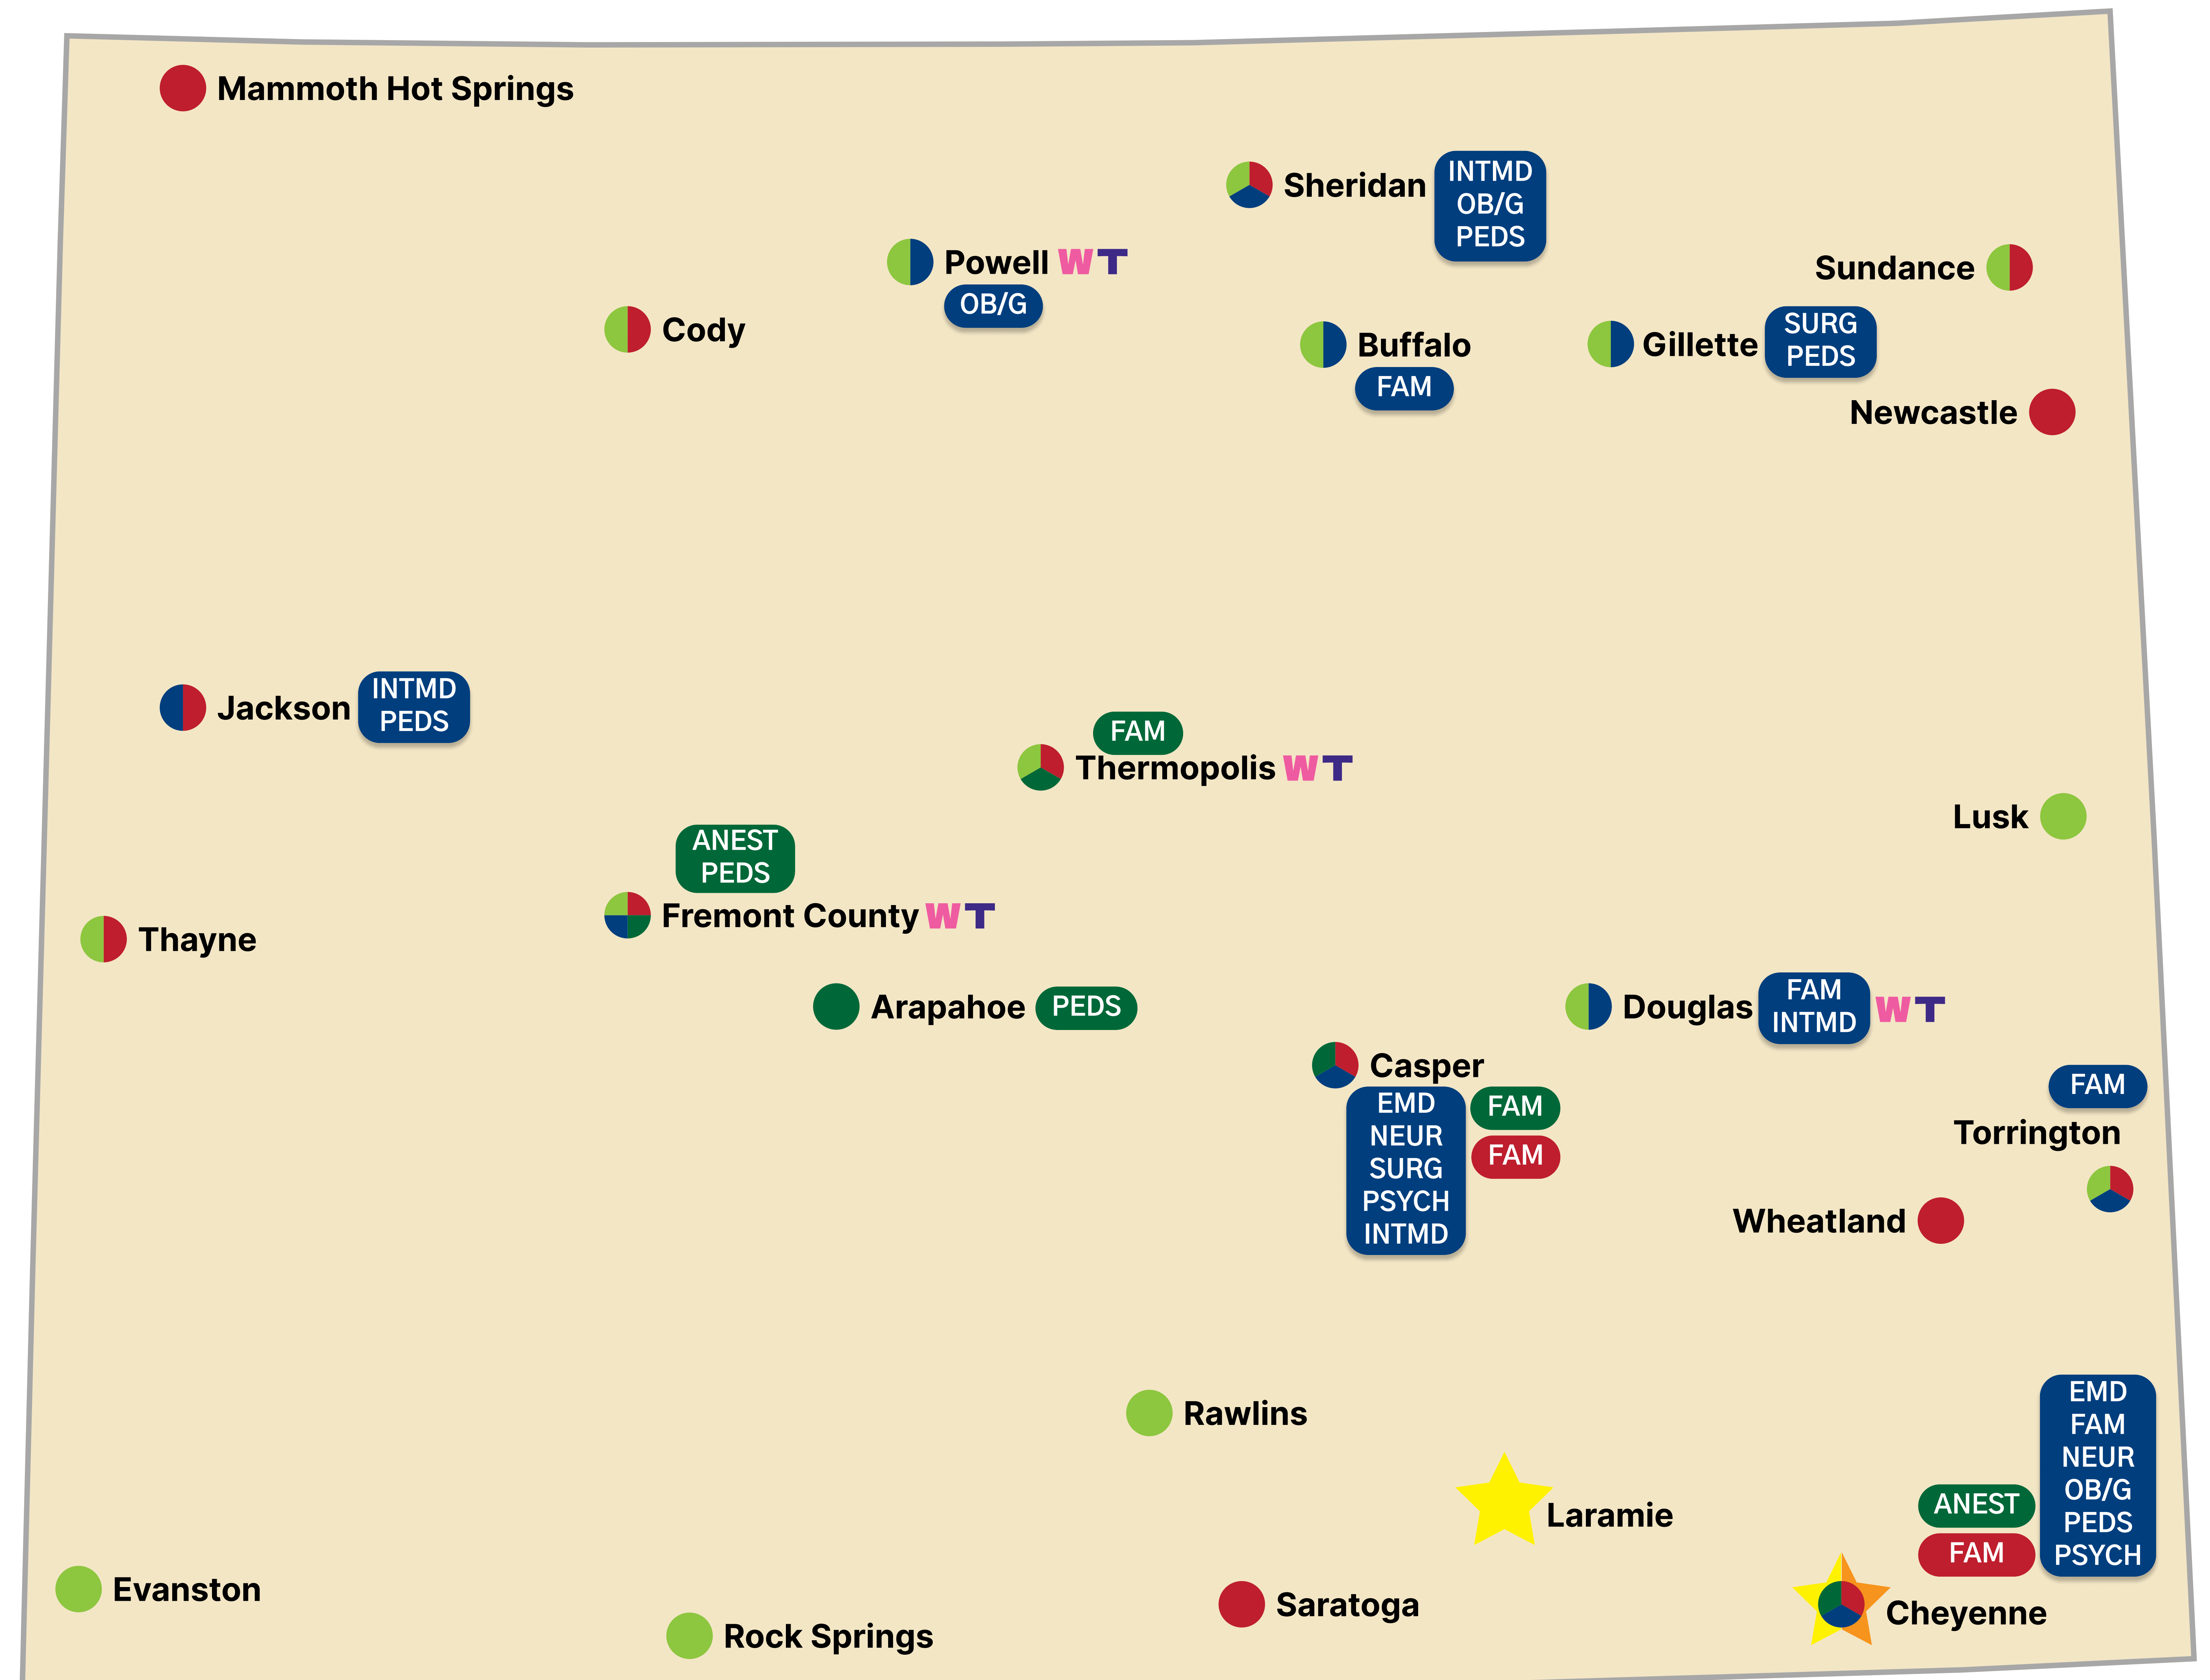 Mammoth Hot Springs
Sheridan
INTMD
OB/G
PEDS
Powell WT
OB/G
Sundance
Cody
Buffalo
FAM
Gillette
SURG
PEDS
Newcastle
Jackson
INTMD
PEDS
FAM
Thermopolis WT
Lusk
ANEST
PEDS
Fremont County WT
Thayne
Arapahoe
PEDS
Douglas
FAM
INTMD
WT
Casper
EMD
NEUR
SURG
PSYCH
INTMD
FAM
FAM
FAM
Torrington
Wheatland
Rawlins
Laramie
EMD
FAM
NEUR
OB/G
PEDS
PSYCH
ANEST
FAM
Cheyenne
Evanston
Saratoga
Rock Springs